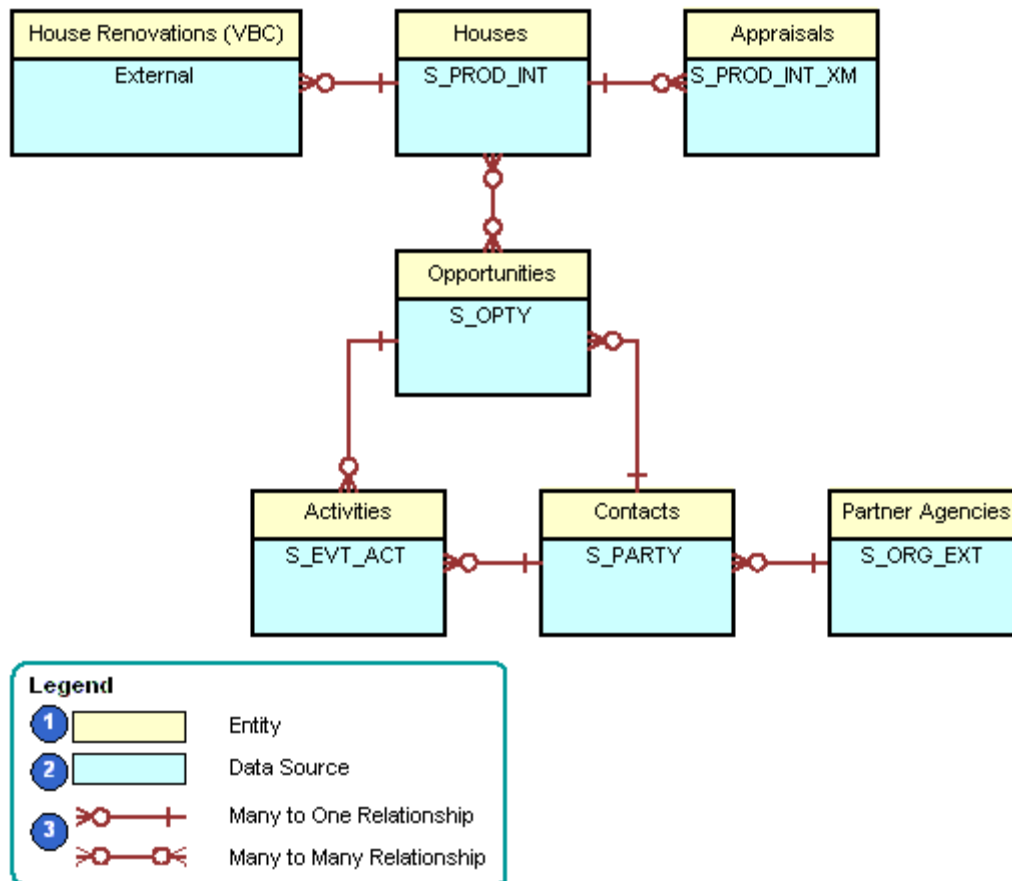 House Renovations (VBC)
External
Houses
S_PROD_INT
Appraisals
S_PROD_INT_XM
Opportunities
S_OPTY
Activities
S_EVT_ACT
Contacts
S_PARTY
Partner Agencies
S_ORG_EXT
Legend
1 Entity
2 Data Source
3 Many to One Relationship
Many to Many Relationship